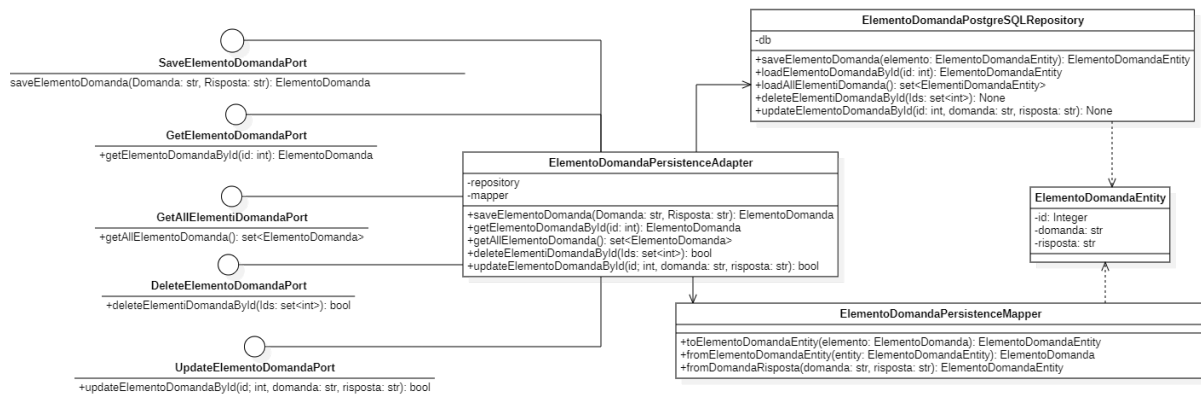 SaveElementoDomandaPort
saveElementoDomanda(Domanda: str, Risposta: str): ElementoDomanda
GetElementoDomandaPort
+getElementoDomandaById(id: int): ElementoDomanda
GetAllElementiDomandaPort
+getAllElementoDomanda(): set<ElementoDomanda>
DeleteElementoDomandaPort
+deleteElementiDomandaById(Ids: set<int>): bool
UpdateElementoDomandaPort
+updateElementoDomandaById(id; int, domanda: str, risposta: str): bool
ElementoDomandaPersistenceAdapter
-repository
-mapper
+saveElementoDomanda(Domanda: str, Risposta: str): ElementoDomanda
+getElementoDomandaById(id: int): ElementoDomanda
+getAllElementoDomanda(): set<ElementoDomanda>
+deleteElementiDomandaById(Ids: set<int>): bool
+updateElementoDomandaById(id; int, domanda: str, risposta: str): bool
ElementoDomandaPostgreSQLRepository
-db
+saveElementoDomanda(elemento: ElementoDomandaEntity): ElementoDomandaEntity
+loadElementoDomandaById(id: int): ElementoDomandaEntity
+loadAllElementiDomanda(): set<ElementiDomandaEntity>
+deleteElementiDomandaById(Ids: set<int>): None
+updateElementoDomandaById(id: int, domanda: str, risposta: str): None
ElementoDomandaEntity
-id: Integer
-domanda: str
-risposta: str
ElementoDomandaPersistenceMapper
+toElementoDomandaEntity(elemento: ElementoDomanda): ElementoDomandaEntity
+fromElementoDomandaEntity(entity: ElementoDomandaEntity): ElementoDomanda
+fromDomandaRisposta(domanda: str, risposta: str): ElementoDomandaEntity